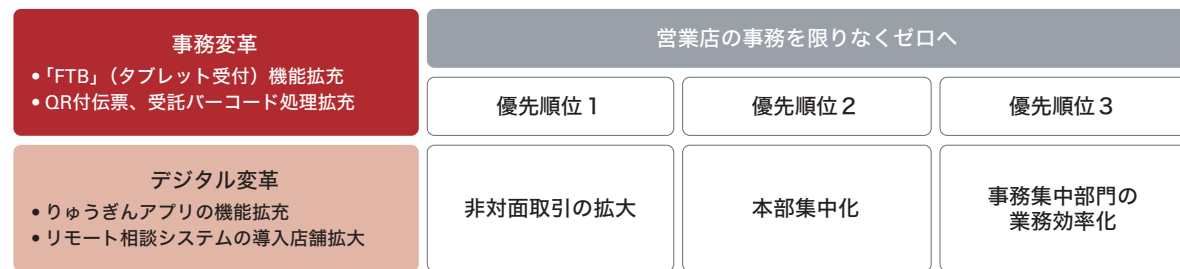 事務変革
•「FTB」（タブレット受付）機能拡充
• QR付伝票、受託バーコード処理拡充
営業店の事務を限りなくゼロへ
優先順位1
優先順位2
優先順位3
デジタル変革
• りゅうぎんアプリの機能拡充
• リモート相談システムの導入店舗拡大
非対面取引の拡大
本部集中化
事務集中部門の
業務効率化